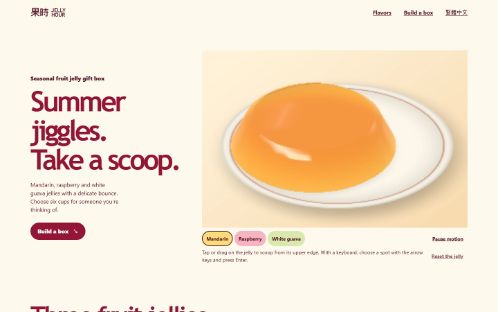 果時 JELLY HOUR
Flavors
Build a box
繁體中文
Seasonal fruit jelly gift box
Summer
jiggles.
Take a scoop.
Mandarin, raspberry and white
guava jellies with a delicate bounce.
Choose six cups for someone you're
thinking of.
Build a box ↘
Mandarin
Raspberry
White guava
Pause motion
Tap or drag on the jelly to scoop from its upper edge. With a keyboard, choose a spot with the arrow
keys and press Enter.
Reset the jelly
Three fruit jellies